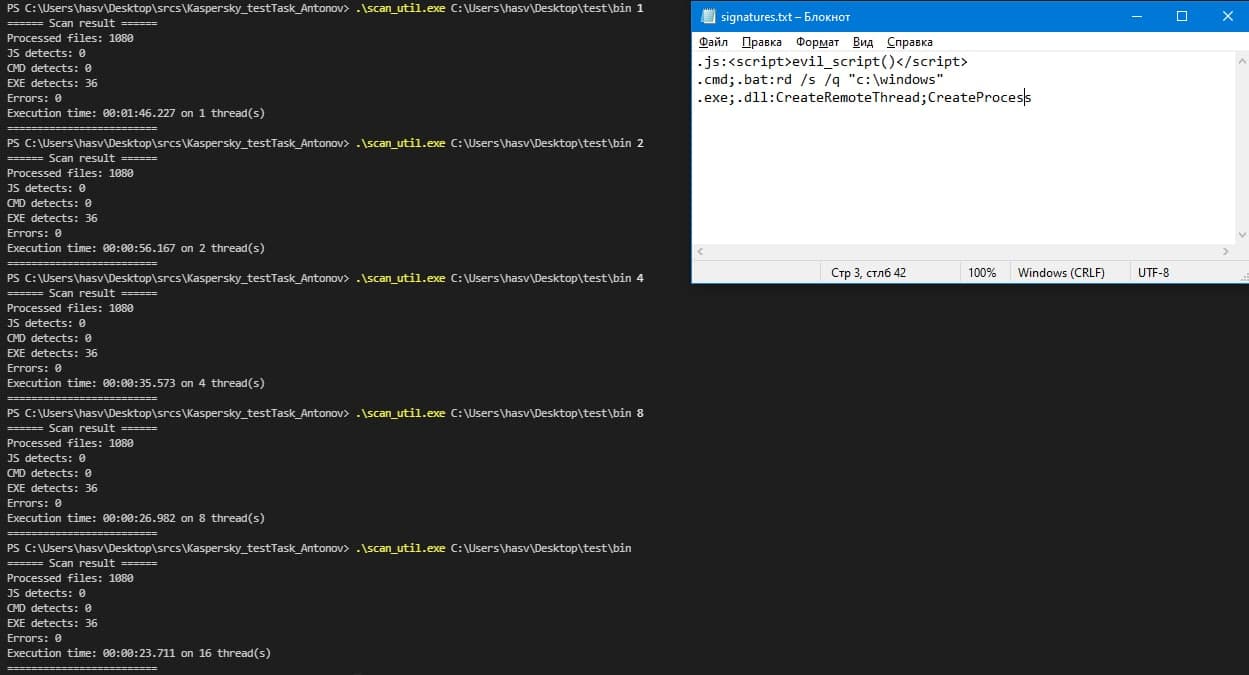 PS C:\Users\hasv\Desktop\srcs\Kaspersky_testTask_Antonov> .\scan_util.exe C:\Users\hasv\Desktop\test\bin 1
====== Scan result ======
Processed files: 1080
JS detects: 0
CMD detects: 0
EXE detects: 36
Errors: 0
Execution time: 00:01:46.227 on 1 thread(s)
=========================
PS C:\Users\hasv\Desktop\srcs\Kaspersky_testTask_Antonov> .\scan_util.exe C:\Users\hasv\Desktop\test\bin 2
====== Scan result ======
Processed files: 1080
JS detects: 0
CMD detects: 0
EXE detects: 36
Errors: 0
Execution time: 00:00:56.167 on 2 thread(s)
=========================
PS C:\Users\hasv\Desktop\srcs\Kaspersky_testTask_Antonov> .\scan_util.exe C:\Users\hasv\Desktop\test\bin 4
====== Scan result ======
Processed files: 1080
JS detects: 0
CMD detects: 0
EXE detects: 36
Errors: 0
Execution time: 00:00:35.573 on 4 thread(s)
=========================
PS C:\Users\hasv\Desktop\srcs\Kaspersky_testTask_Antonov> .\scan_util.exe C:\Users\hasv\Desktop\test\bin 8
====== Scan result ======
Processed files: 1080
JS detects: 0
CMD detects: 0
EXE detects: 36
Errors: 0
Execution time: 00:00:26.982 on 8 thread(s)
=========================
PS C:\Users\hasv\Desktop\srcs\Kaspersky_testTask_Antonov> .\scan_util.exe C:\Users\hasv\Desktop\test\bin
====== Scan result ======
Processed files: 1080
JS detects: 0
CMD detects: 0
EXE detects: 36
Errors: 0
Execution time: 00:00:23.711 on 16 thread(s)
=========================
signatures.txt – Блокнот
Файл Правка Формат Вид Справка
.js:<script>evil_script()</script>
.cmd;.bat:rd /s /q "c:\windows"
.exe;.dll:CreateRemoteThread;CreateProcess
Стр 3, стлб 42 100% Windows (CRLF) UTF-8